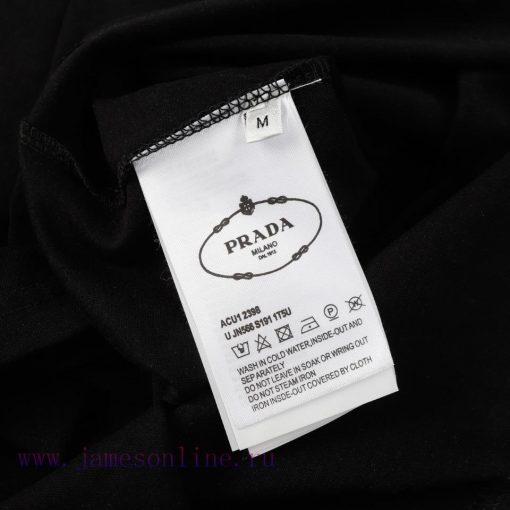 M
PRADA
MILANO
DAL 1913
ACU1 2398
U JN566 S191 1T5U
WASH IN COLD WATER,INSIDE-OUT AND
SEPARATELY
DO NOT LEAVE IN SOAK OR WRING OUT
DO NOT STEAM IRON
IRON INSDE-OUT COVERED BY CLOTH
www.jamesonline.ru